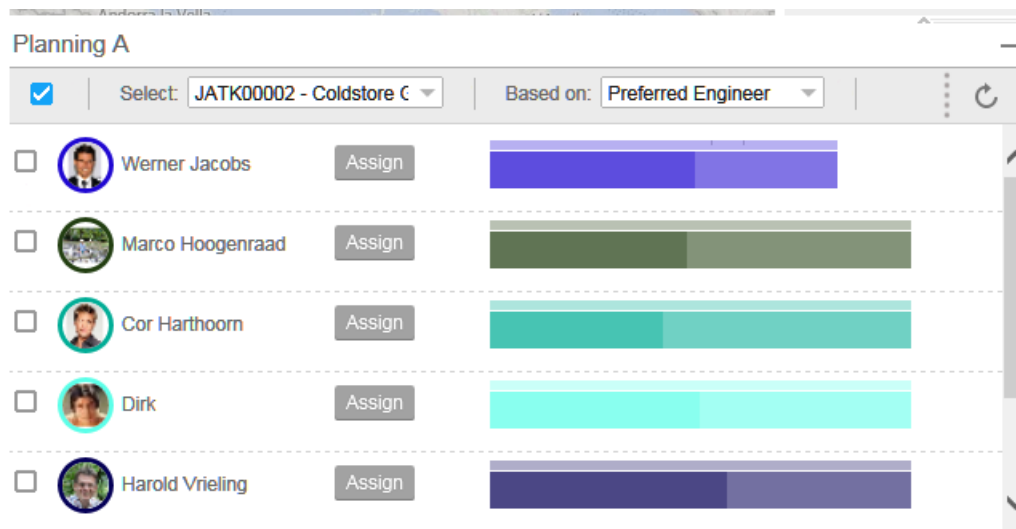 Andorra la Vella
Planning A
Select: JATK00002 - Coldstore G Based on: Preferred Engineer
Werner Jacobs Assign
Marco Hoogenraad Assign
Cor Harthoorn Assign
Dirk Assign
Harold Vrieling Assign